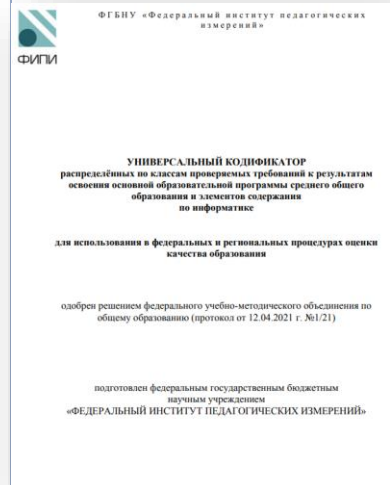 ФГБНУ «Федеральный институт педагогических
измерений»
ФИПИ
УНИВЕРСАЛЬНЫЙ КОДИФИКАТОР
распределённых по классам проверяемых требований к результатам
освоения основной образовательной программы среднего общего
образования и элементов содержания
по информатике
для использования в федеральных и региональных процедурах оценки
качества образования
одобрен решением федерального учебно-методического объединения по
общему образованию (протокол от 12.04.2021 г. №1/21)
подготовлен федеральным государственным бюджетным
научным учреждением
«ФЕДЕРАЛЬНЫЙ ИНСТИТУТ ПЕДАГОГИЧЕСКИХ ИЗМЕРЕНИЙ»